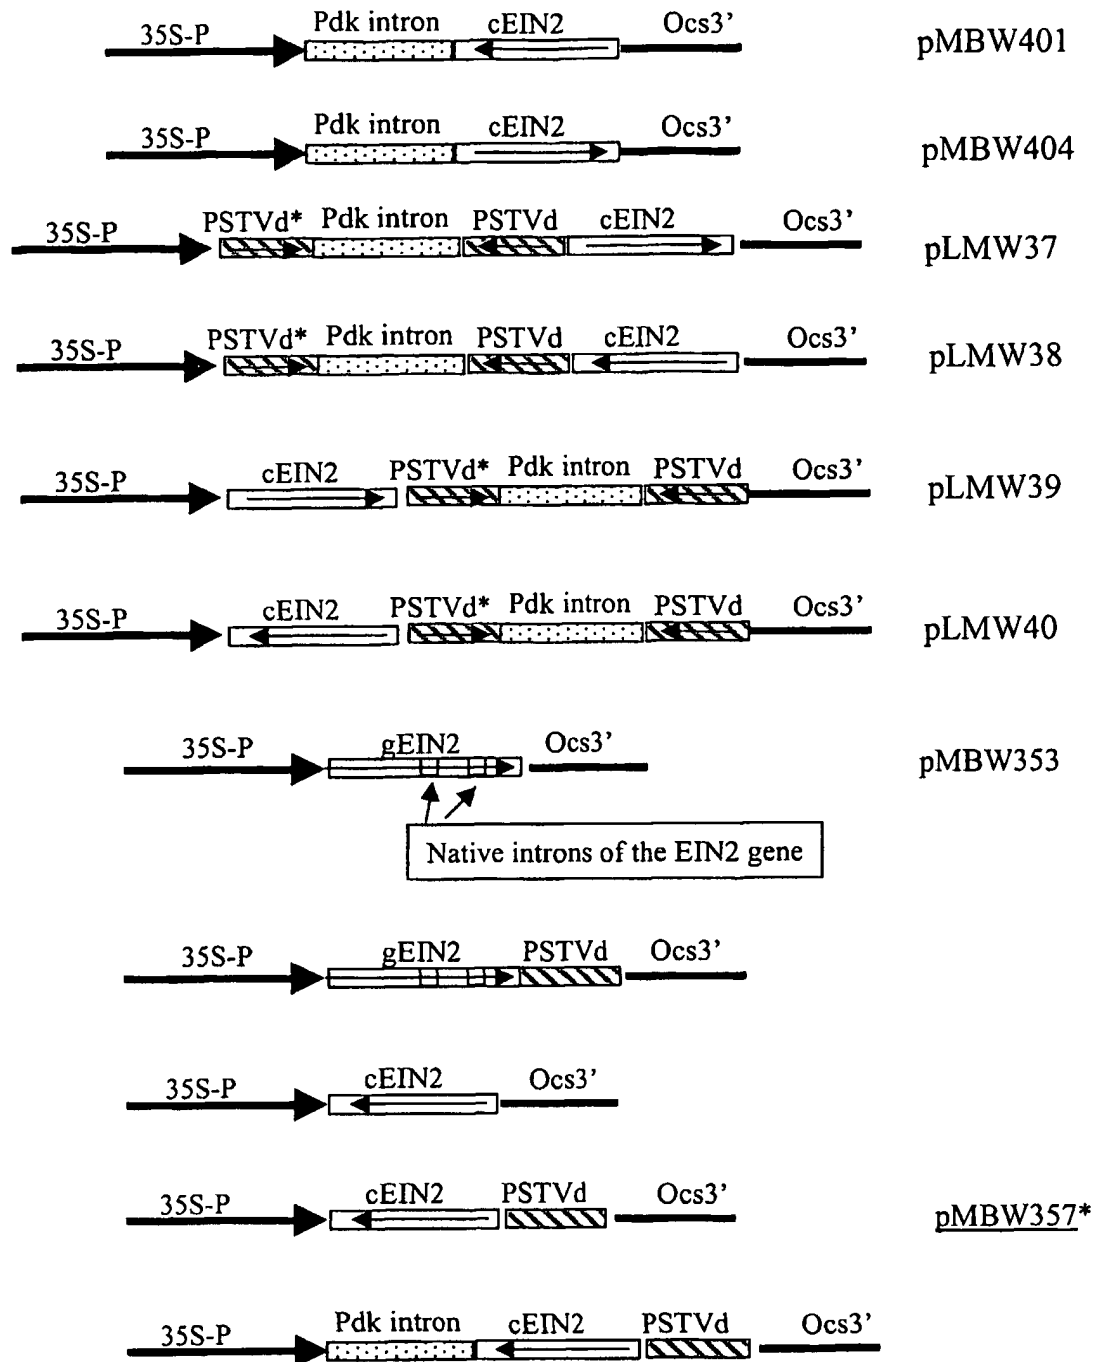 35S-P Pdk intron cEIN2 Ocs3' pMBW401
35S-P Pdk intron cEIN2 Ocs3' pMBW404
35S-P PSTVd* Pdk intron PSTVd cEIN2 Ocs3' pLMW37
35S-P PSTVd* Pdk intron PSTVd cEIN2 Ocs3' pLMW38
35S-P cEIN2 PSTVd* Pdk intron PSTVd Ocs3' pLMW39
35S-P cEIN2 PSTVd* Pdk intron PSTVd Ocs3' pLMW40
35S-P gEIN2 Ocs3' pMBW353
Native introns of the EIN2 gene
35S-P gEIN2 PSTVd Ocs3'
35S-P cEIN2 Ocs3'
35S-P cEIN2 PSTVd Ocs3' pMBW357*
35S-P Pdk intron cEIN2 PSTVd Ocs3'